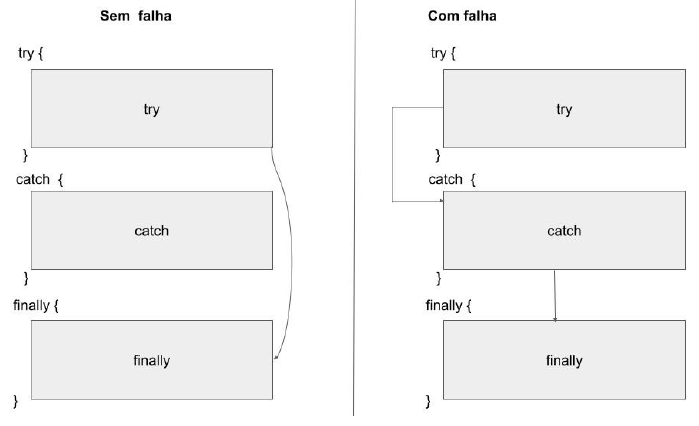 Sem falha
try {
try
}
catch {
catch
}
finally {
finally
}
Com falha
try {
try
}
catch {
catch
}
finally {
finally
}